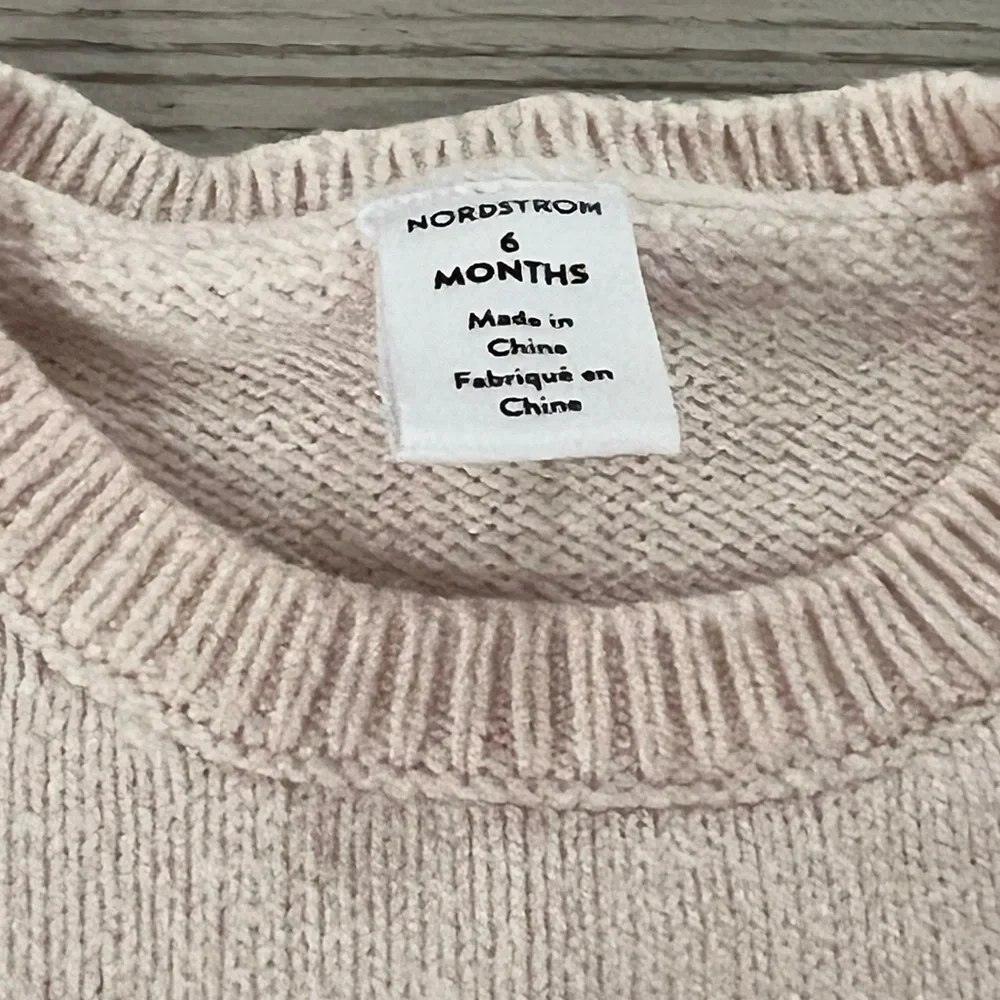 NORDSTROM
6
MONTHS
Made in
China
Fabriqué en
Chine